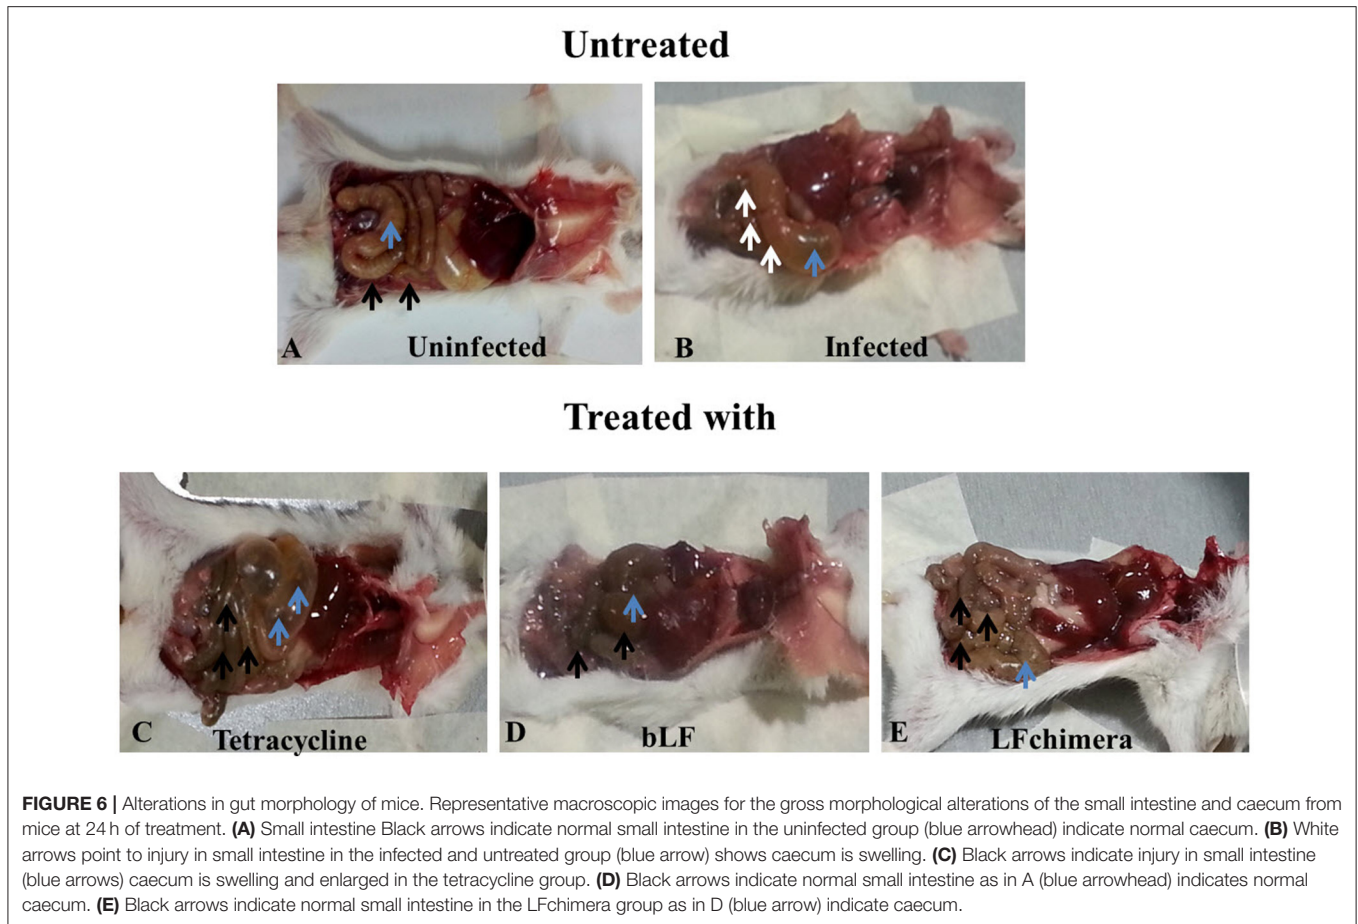 Untreated
A
Uninfected
B
Infected
Treated with
C
Tetracycline
D
bLF
E
LFchimera
FIGURE 6 | Alterations in gut morphology of mice. Representative macroscopic images for the gross morphological alterations of the small intestine and caecum from
mice at 24 h of treatment. (A) Small intestine Black arrows indicate normal small intestine in the uninfected group (blue arrowhead) indicate normal caecum. (B) White
arrows point to injury in small intestine in the infected and untreated group (blue arrow) shows caecum is swelling. (C) Black arrows indicate injury in small intestine
(blue arrows) caecum is swelling and enlarged in the tetracycline group. (D) Black arrows indicate normal small intestine as in A (blue arrowhead) indicates normal
caecum. (E) Black arrows indicate normal small intestine in the LFchimera group as in D (blue arrow) indicate caecum.